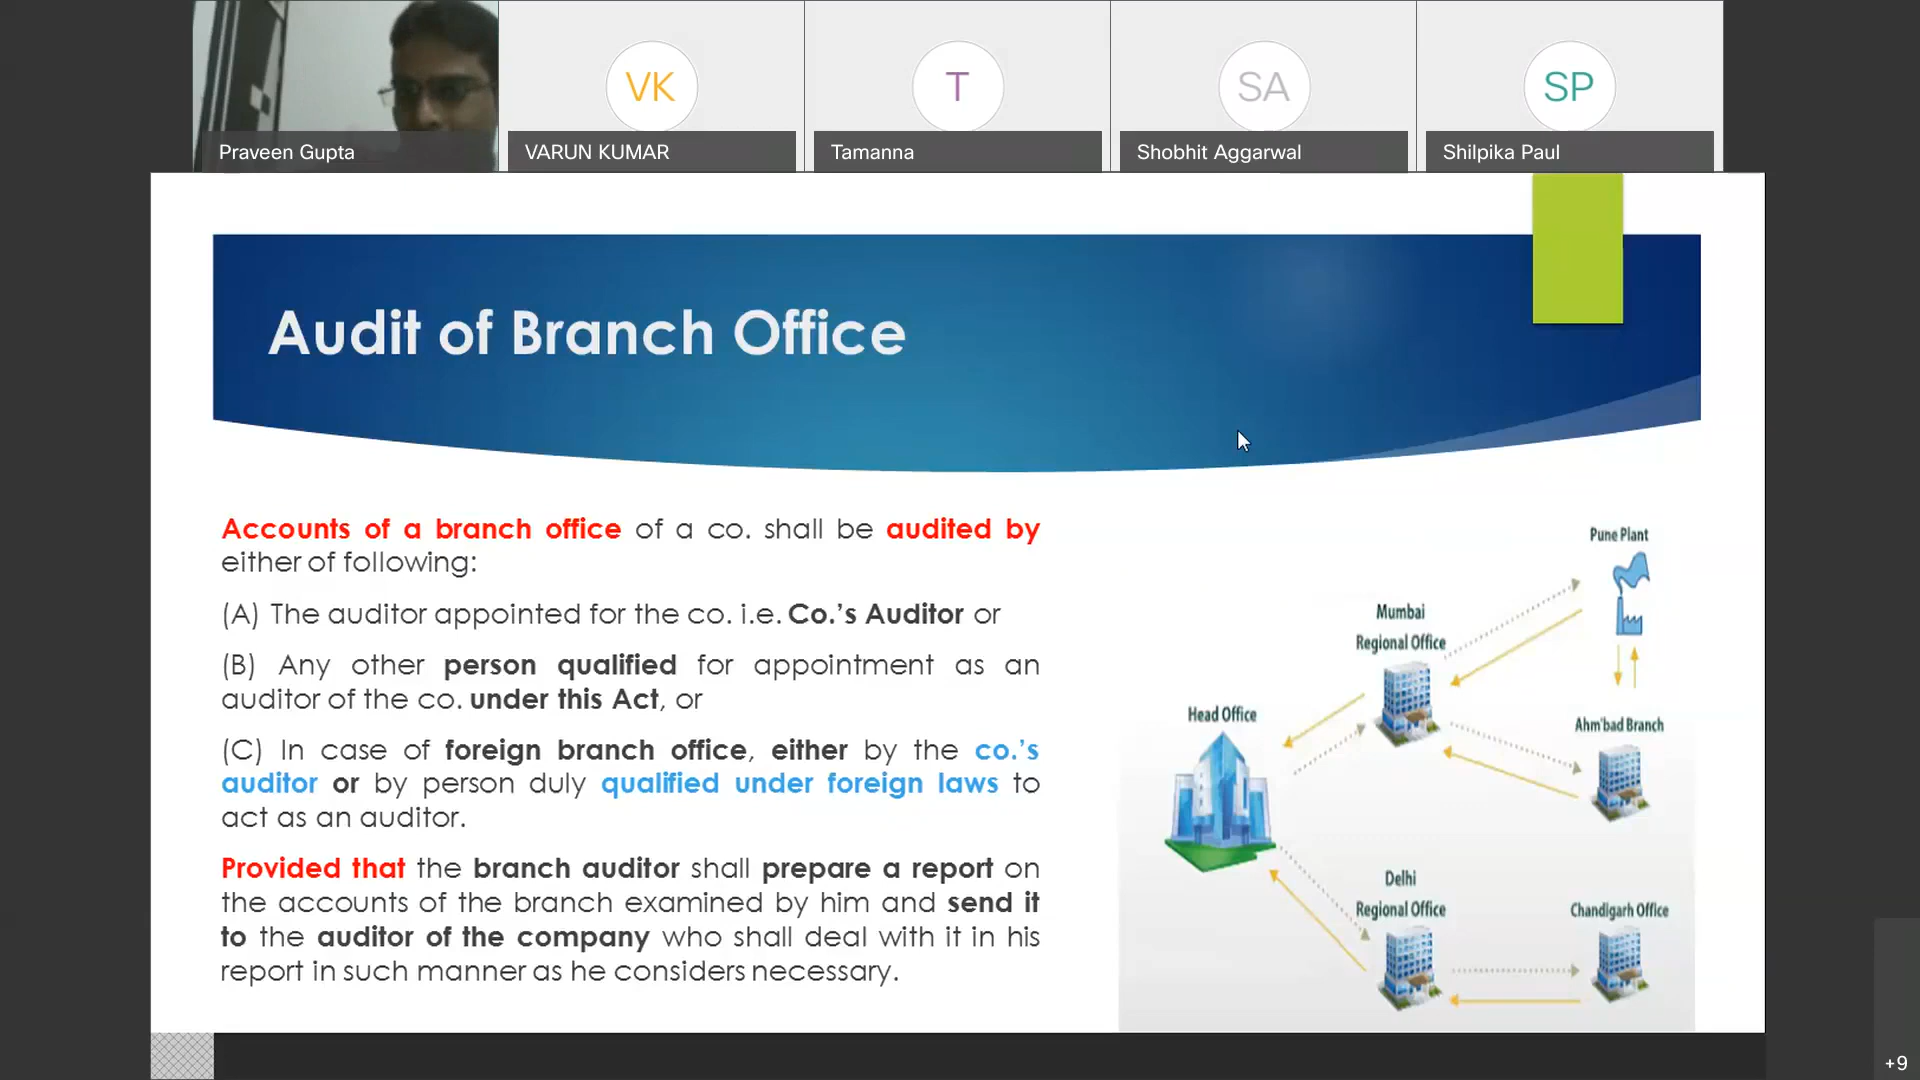 VK
T
SA
SP
Praveen Gupta
VARUN KUMAR
Tamanna
Shobhit Aggarwal
Shilpika Paul
Audit of Branch Office
Accounts of a branch office of a co. shall be audited by
either of following:
(A) The auditor appointed for the co. i.e. Co.'s Auditor or
(B) Any other person qualified for appointment as an
auditor of the co. under this Act, or
(C) In case of foreign branch office, either by the co.'s
auditor or by person duly qualified under foreign laws to
act as an auditor.
Provided that the branch auditor shall prepare a report on
the accounts of the branch examined by him and send it
to the auditor of the company who shall deal with it in his
report in such manner as he considers necessary.
Pune Plant
Mumbai
Regional Office
Head Office
Ahm'bad Branch
Delhi
Regional Office
Chandigarh Office
+9